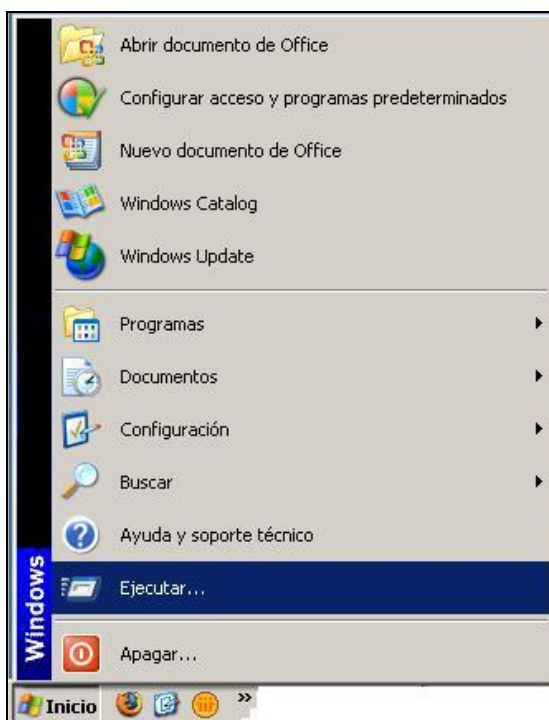 Abrir documento de Office
Configurar acceso y programas predeterminados
Nuevo documento de Office
Windows Catalog
Windows Update
Programas
Documentos
Configuración
Buscar
Ayuda y soporte técnico
Ejecutar...
Apagar...
Windows
Inicio